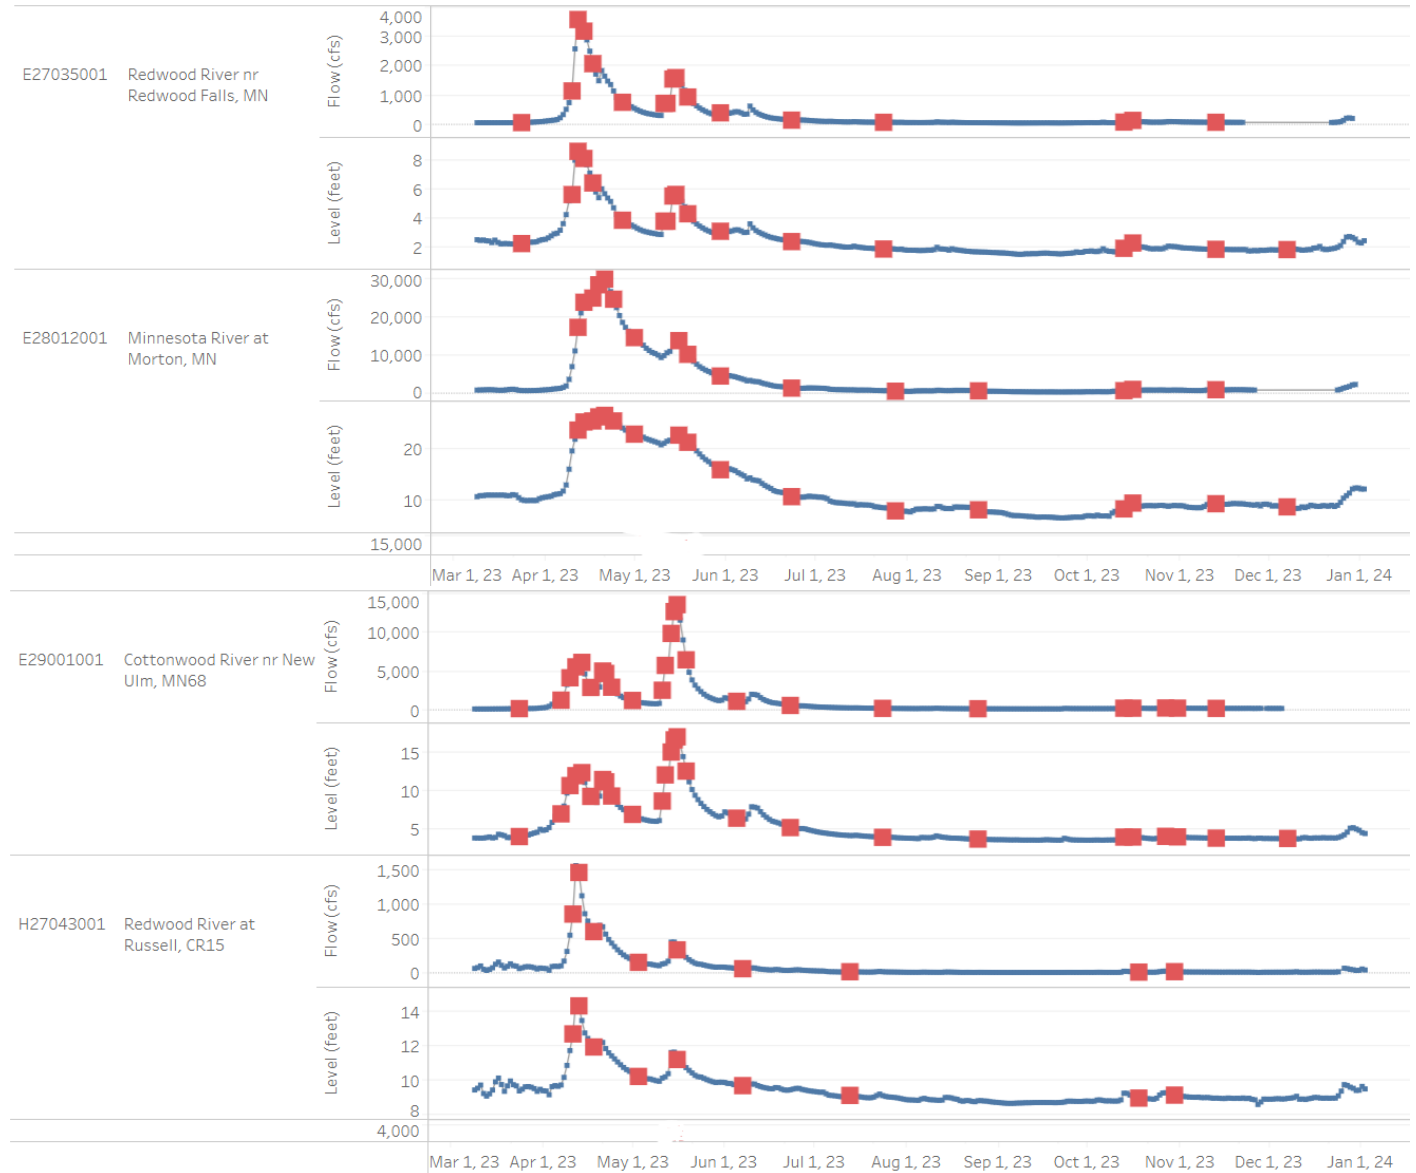 E27035001 Redwood River nr
Redwood Falls, MN
Flow (cfs)
4,000
3,000
2,000
1,000
0
Level (feet)
8
6
4
2
E28012001 Minnesota River at
Morton, MN
Flow (cfs)
30,000
20,000
10,000
0
Level (feet)
20
10
15,000
Mar 1, 23 Apr 1, 23 May 1, 23 Jun 1, 23 Jul 1, 23 Aug 1, 23 Sep 1, 23 Oct 1, 23 Nov 1, 23 Dec 1, 23 Jan 1, 24
E29001001 Cottonwood River nr New
Ulm, MN68
Flow (cfs)
15,000
10,000
5,000
0
Level (feet)
15
10
5
H27043001 Redwood River at
Russell, CR15
Flow (cfs)
1,500
1,000
500
0
Level (feet)
14
12
10
8
4,000
Mar 1, 23 Apr 1, 23 May 1, 23 Jun 1, 23 Jul 1, 23 Aug 1, 23 Sep 1, 23 Oct 1, 23 Nov 1, 23 Dec 1, 23 Jan 1, 24